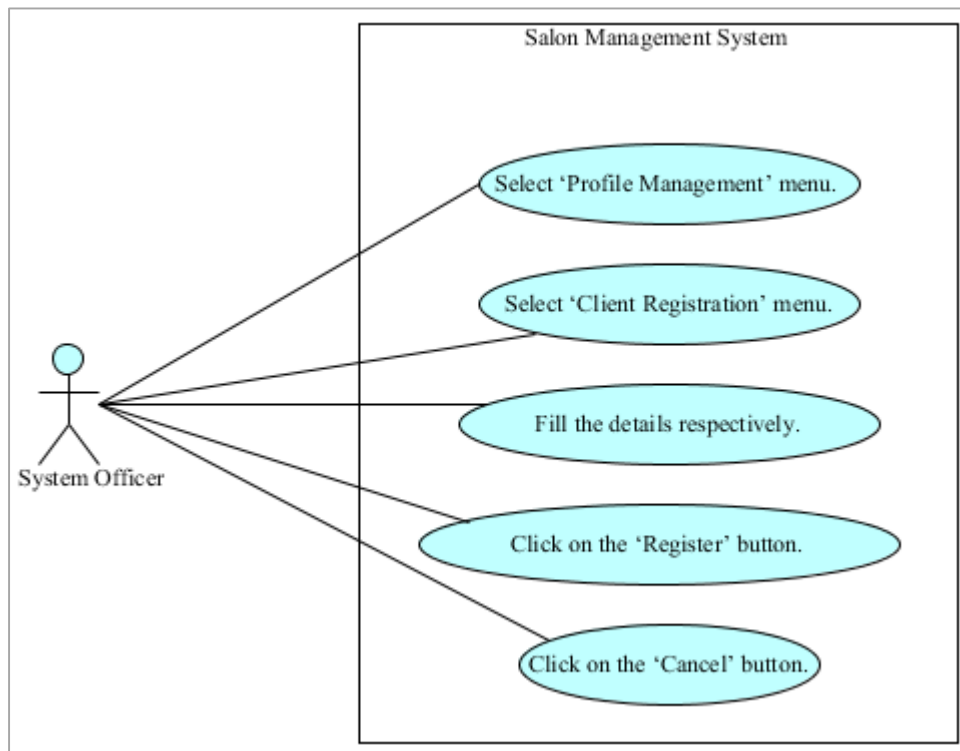 Salon Management System
Select ‘Profile Management’ menu.
Select ‘Client Registration’ menu.
Fill the details respectively.
System Officer
Click on the ‘Register’ button.
Click on the ‘Cancel’ button.